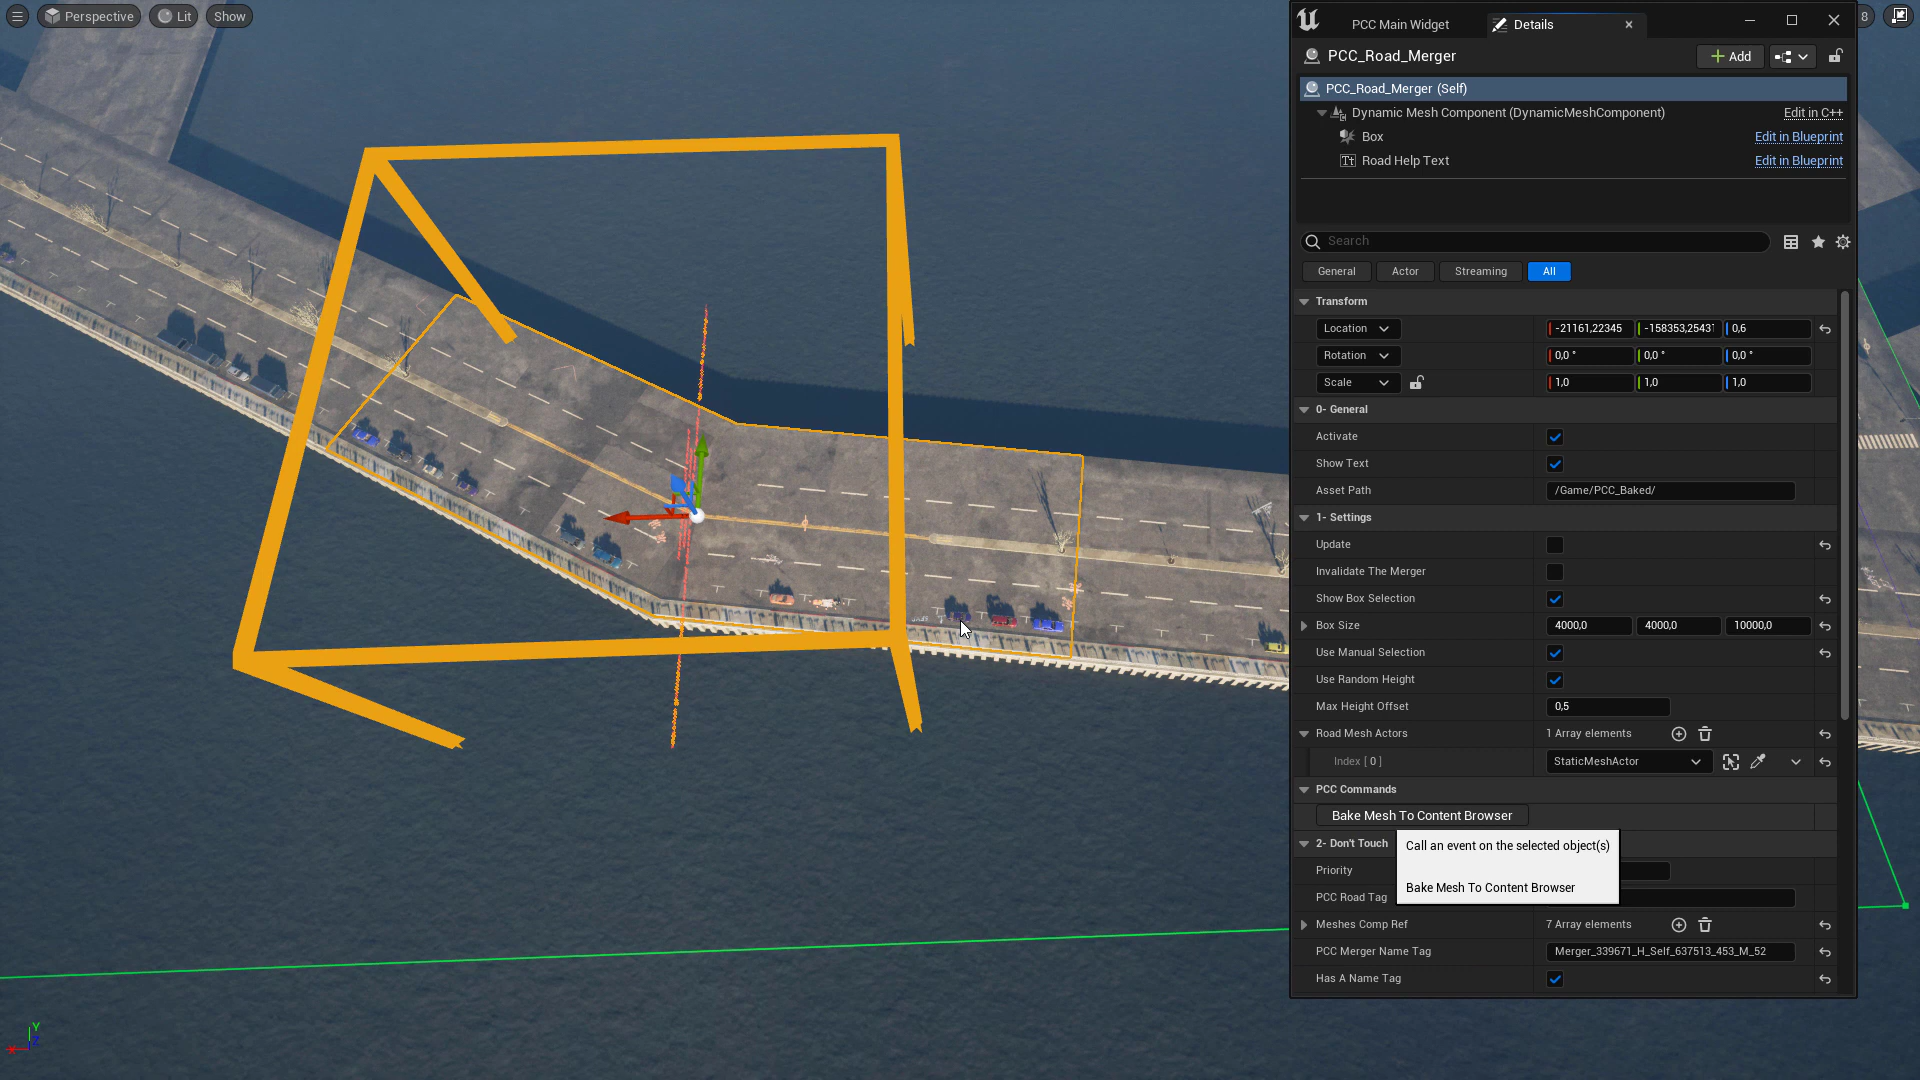 Perspective
Lit
Show
PCC Main Widget
Details
8
PCC_Road_Merger
Add
PCC_Road_Merger (Self)
Dynamic Mesh Component (DynamicMeshComponent)
Edit in C++
Box
Edit in Blueprint
Road Help Text
Edit in Blueprint
Search
General
Actor
Streaming
All
Transform
Location
-21161,22345
-158353,25431
0,6
Rotation
0,0 °
0,0 °
0,0 °
Scale
1,0
1,0
1,0
0- General
Activate
Show Text
Asset Path
/Game/PCC_Baked/
1- Settings
Update
Invalidate The Merger
Show Box Selection
Box Size
4000,0
4000,0
10000,0
Use Manual Selection
Use Random Height
Max Height Offset
0,5
Road Mesh Actors
1 Array elements
Index [ 0 ]
StaticMeshActor
PCC Commands
Bake Mesh To Content Browser
2- Don't Touch
Call an event on the selected object(s)
Priority
Bake Mesh To Content Browser
PCC Road Tag
Meshes Comp Ref
7 Array elements
PCC Merger Name Tag
Merger_339671_H_Self_637513_453_M_52
Has A Name Tag
Y
Z
X